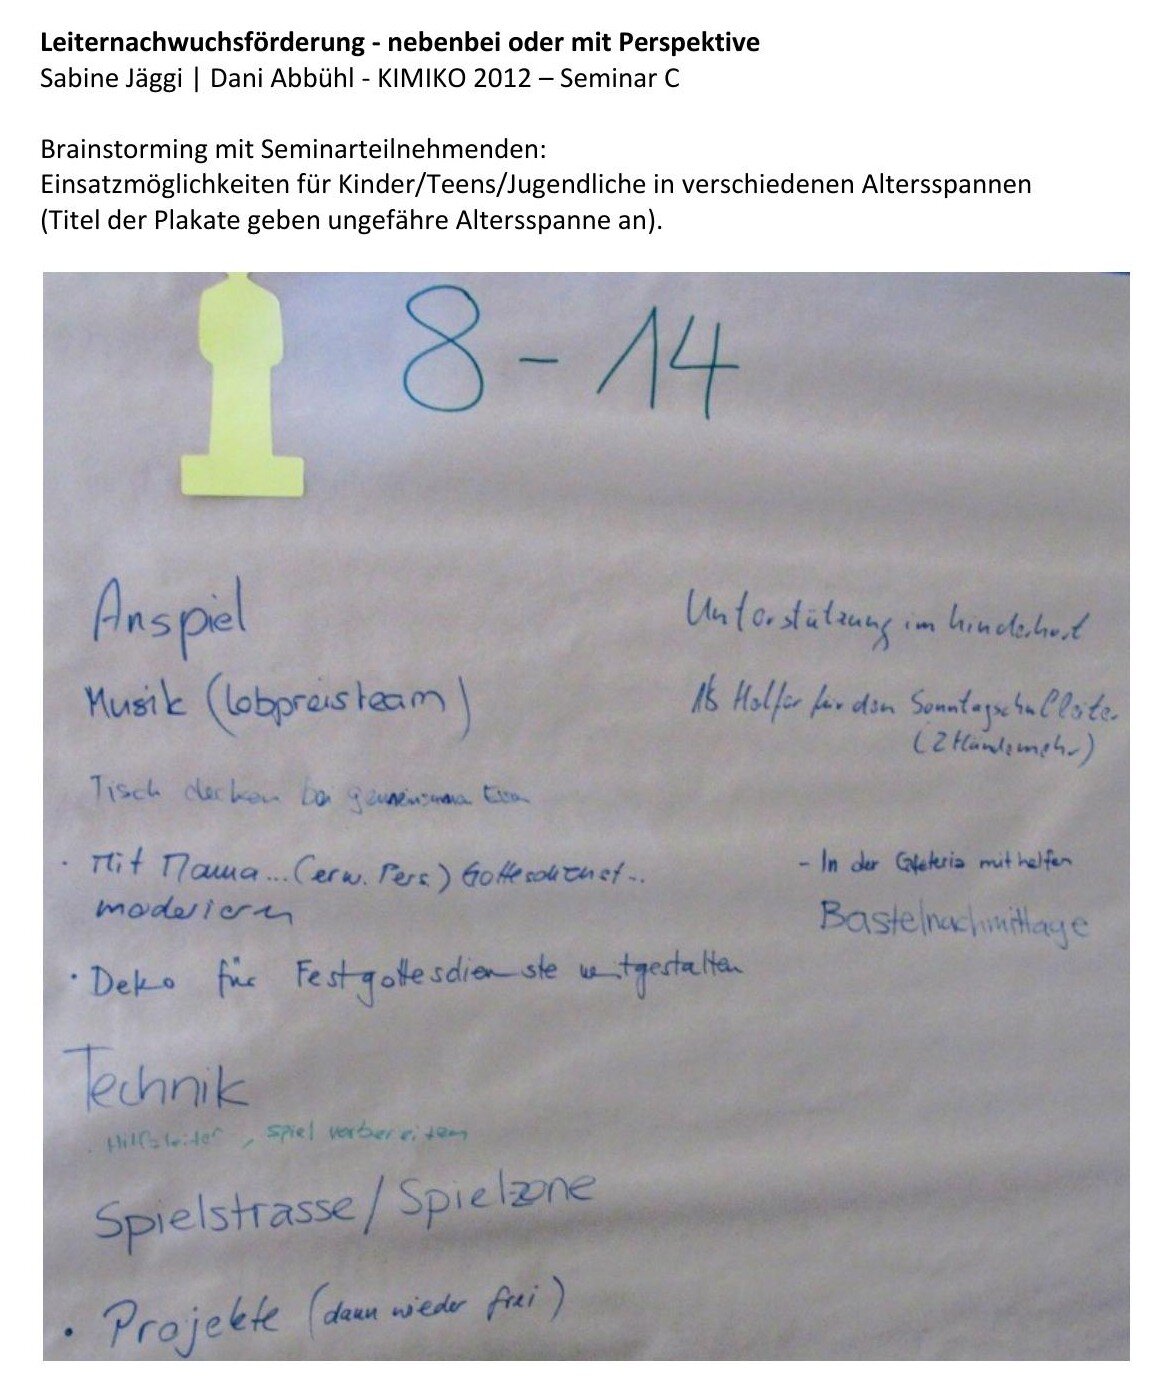 Leiternachwuchsförderung - nebenbei oder mit Perspektive
Sabine Jäggi | Dani Abbühl - KIMIKO 2012 – Seminar C
Brainstorming mit Seminarteilnehmenden:
Einsatzmöglichkeiten für Kinder/Teens/Jugendliche in verschiedenen Altersspannen
(Titel der Plakate geben ungefähre Altersspanne an).
8 - 14
Anspiel
Musik (Lobpreisteam)
Tisch decken bei
· Mit Mama... (erw. Pers.) Gottesdienst..
moderieren
· Deko für Festgottesdienste mitgestalten
Technik
. Hilfsleiter, spiel vorbereiten
Spielstrasse / Spielzone
· Projekte (dann wieder frei)
Unterstützung im Kinderhort
Als Helfer für den Sonntagschulleiter
(2 Hände mehr)
- In der Cafeteria mithelfen
Bastelnachmittage